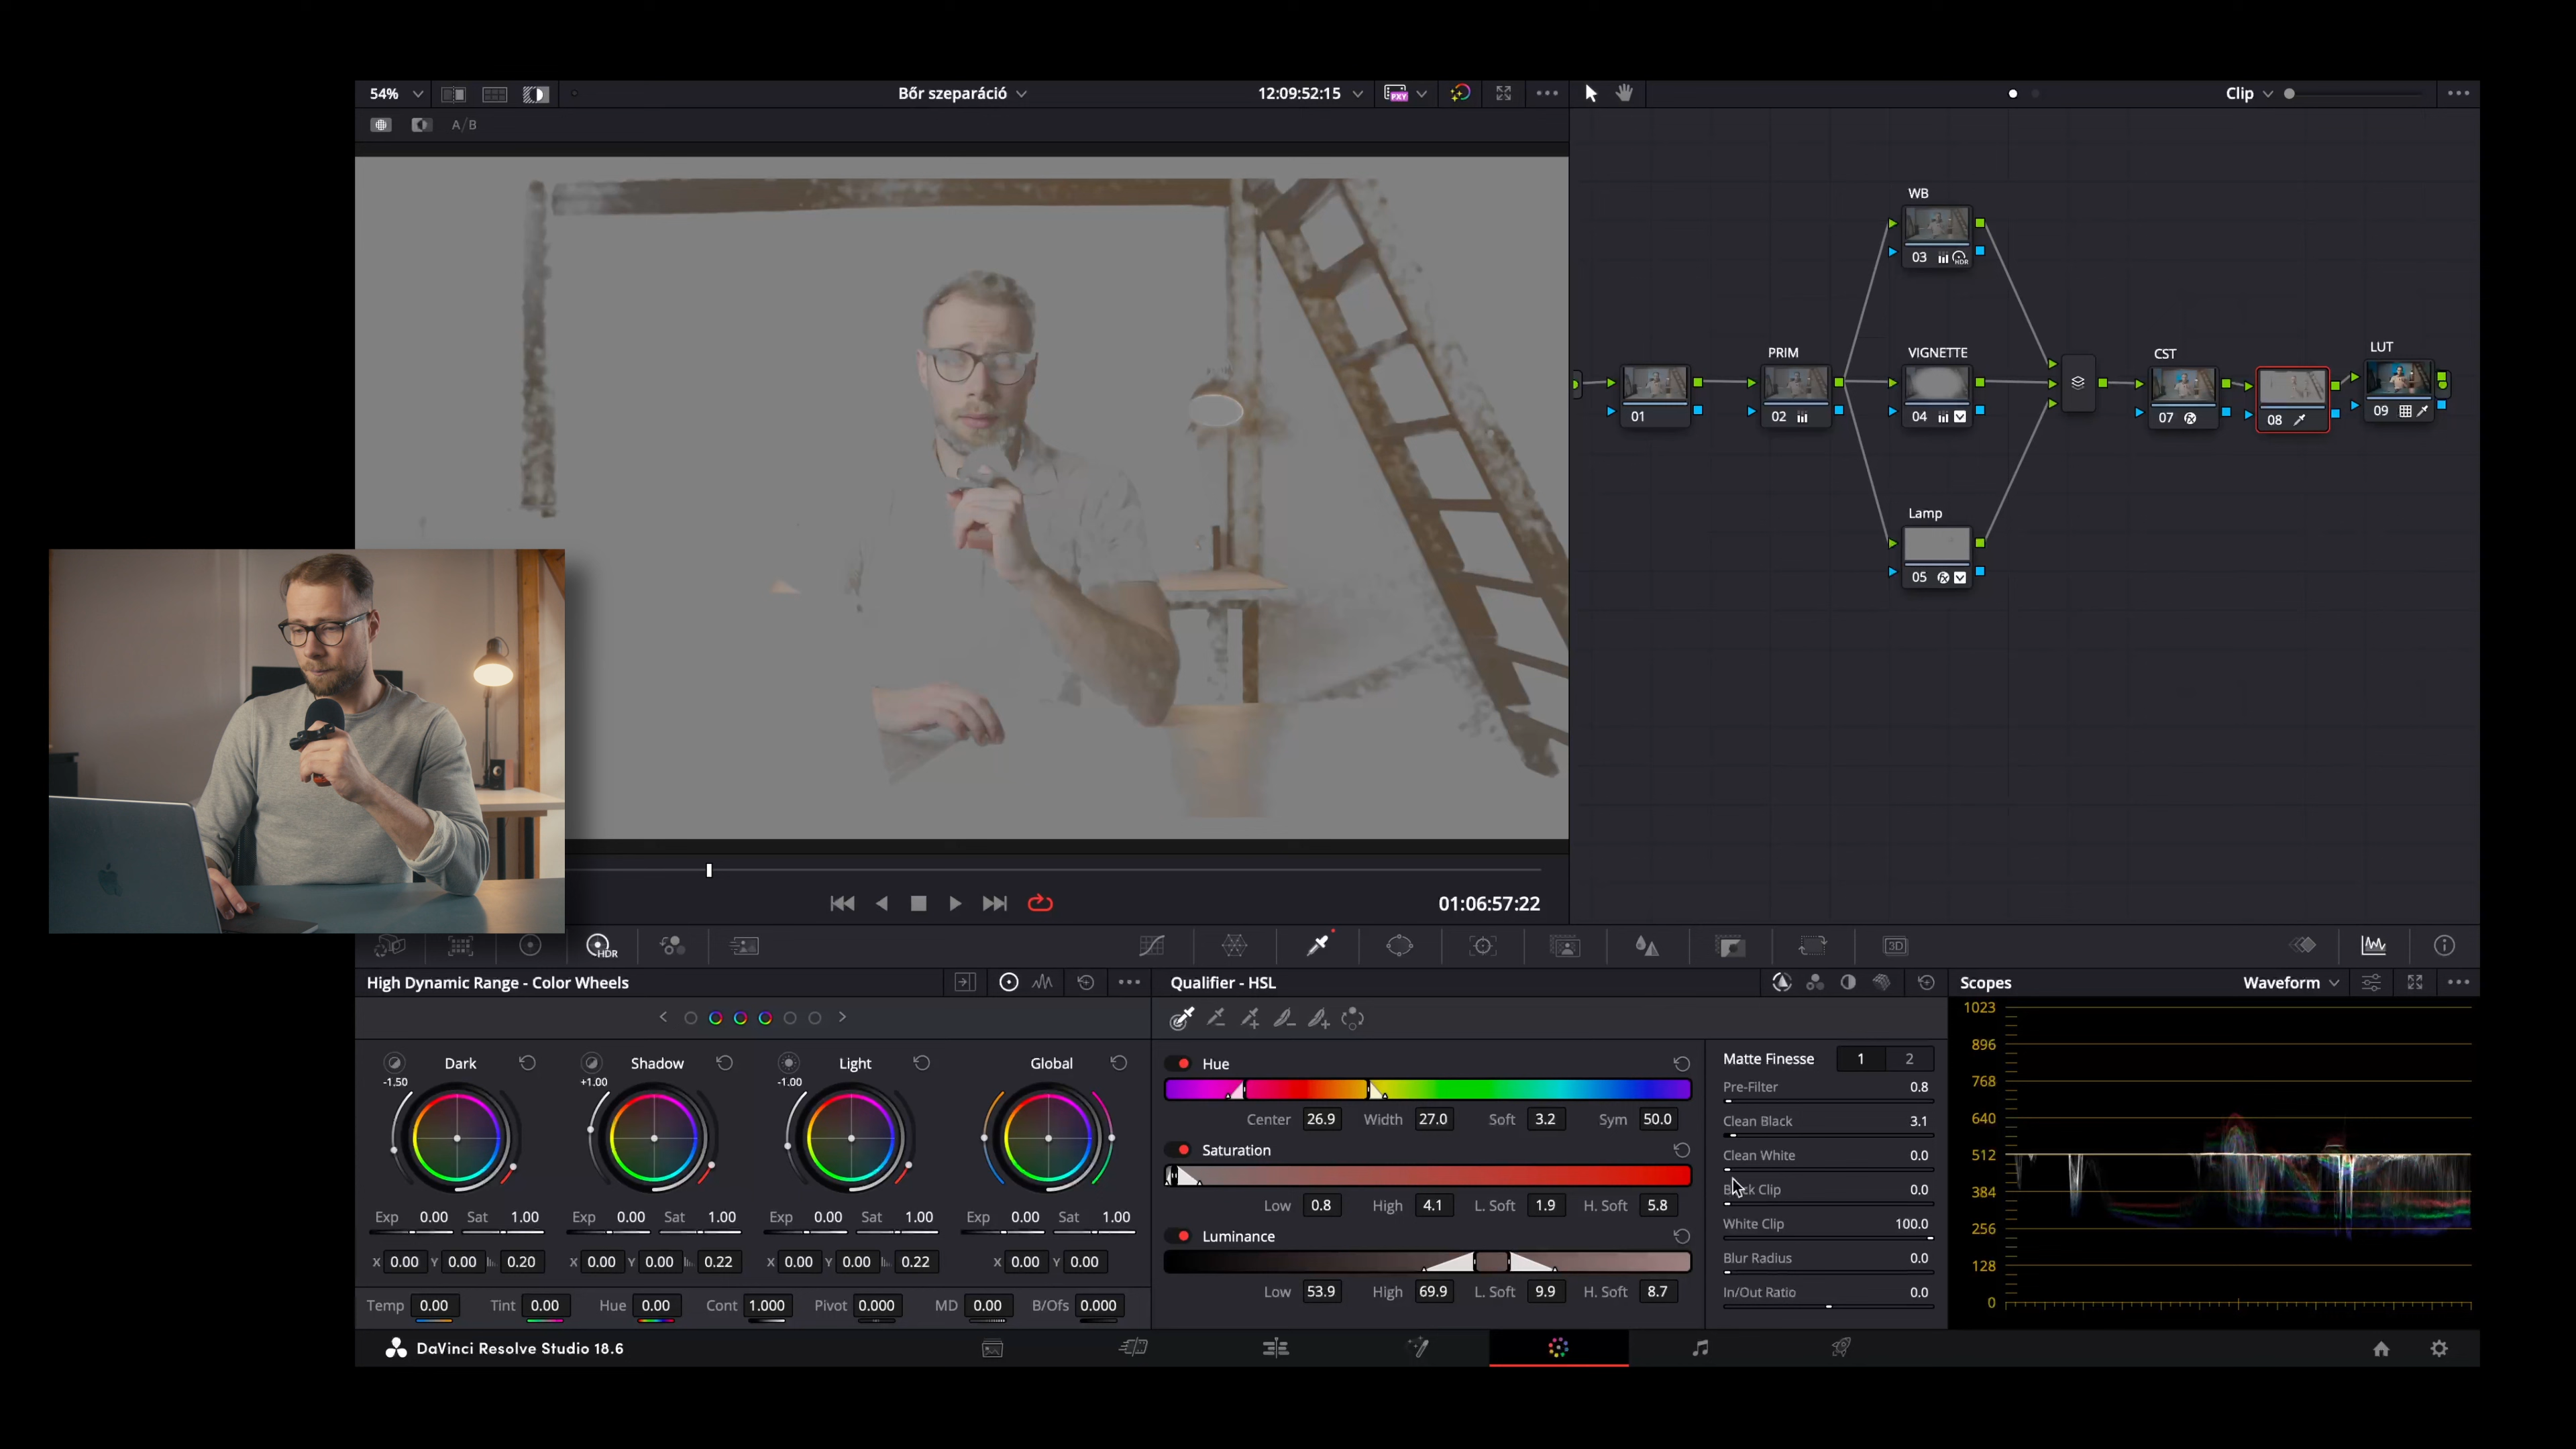 54%
Bőr szeparáció
12:09:52:15
PXY
Clip
A/B
WB
03
HDR
PRIM
VIGNETTE
CST
LUT
01
02
04
07
08
09
Lamp
05
01:06:57:22
HDR
3D
High Dynamic Range - Color Wheels
Qualifier - HSL
Scopes
Waveform
Dark
Shadow
Light
Global
-1.50
+1.00
-1.00
Exp 0.00 Sat 1.00
Exp 0.00 Sat 1.00
Exp 0.00 Sat 1.00
Exp 0.00 Sat 1.00
X 0.00 Y 0.00 0.20
X 0.00 Y 0.00 0.22
X 0.00 Y 0.00 0.22
X 0.00 Y 0.00
Temp 0.00 Tint 0.00 Hue 0.00 Cont 1.000 Pivot 0.000 MD 0.00 B/Ofs 0.000
Hue
Center 26.9 Width 27.0 Soft 3.2 Sym 50.0
Saturation
Low 0.8 High 4.1 L. Soft 1.9 H. Soft 5.8
Luminance
Low 53.9 High 69.9 L. Soft 9.9 H. Soft 8.7
Matte Finesse 1 2
Pre-Filter 0.8
Clean Black 3.1
Clean White 0.0
Clip 0.0
White Clip 100.0
Blur Radius 0.0
In/Out Ratio 0.0
1023
896
768
640
512
384
256
128
0
DaVinci Resolve Studio 18.6